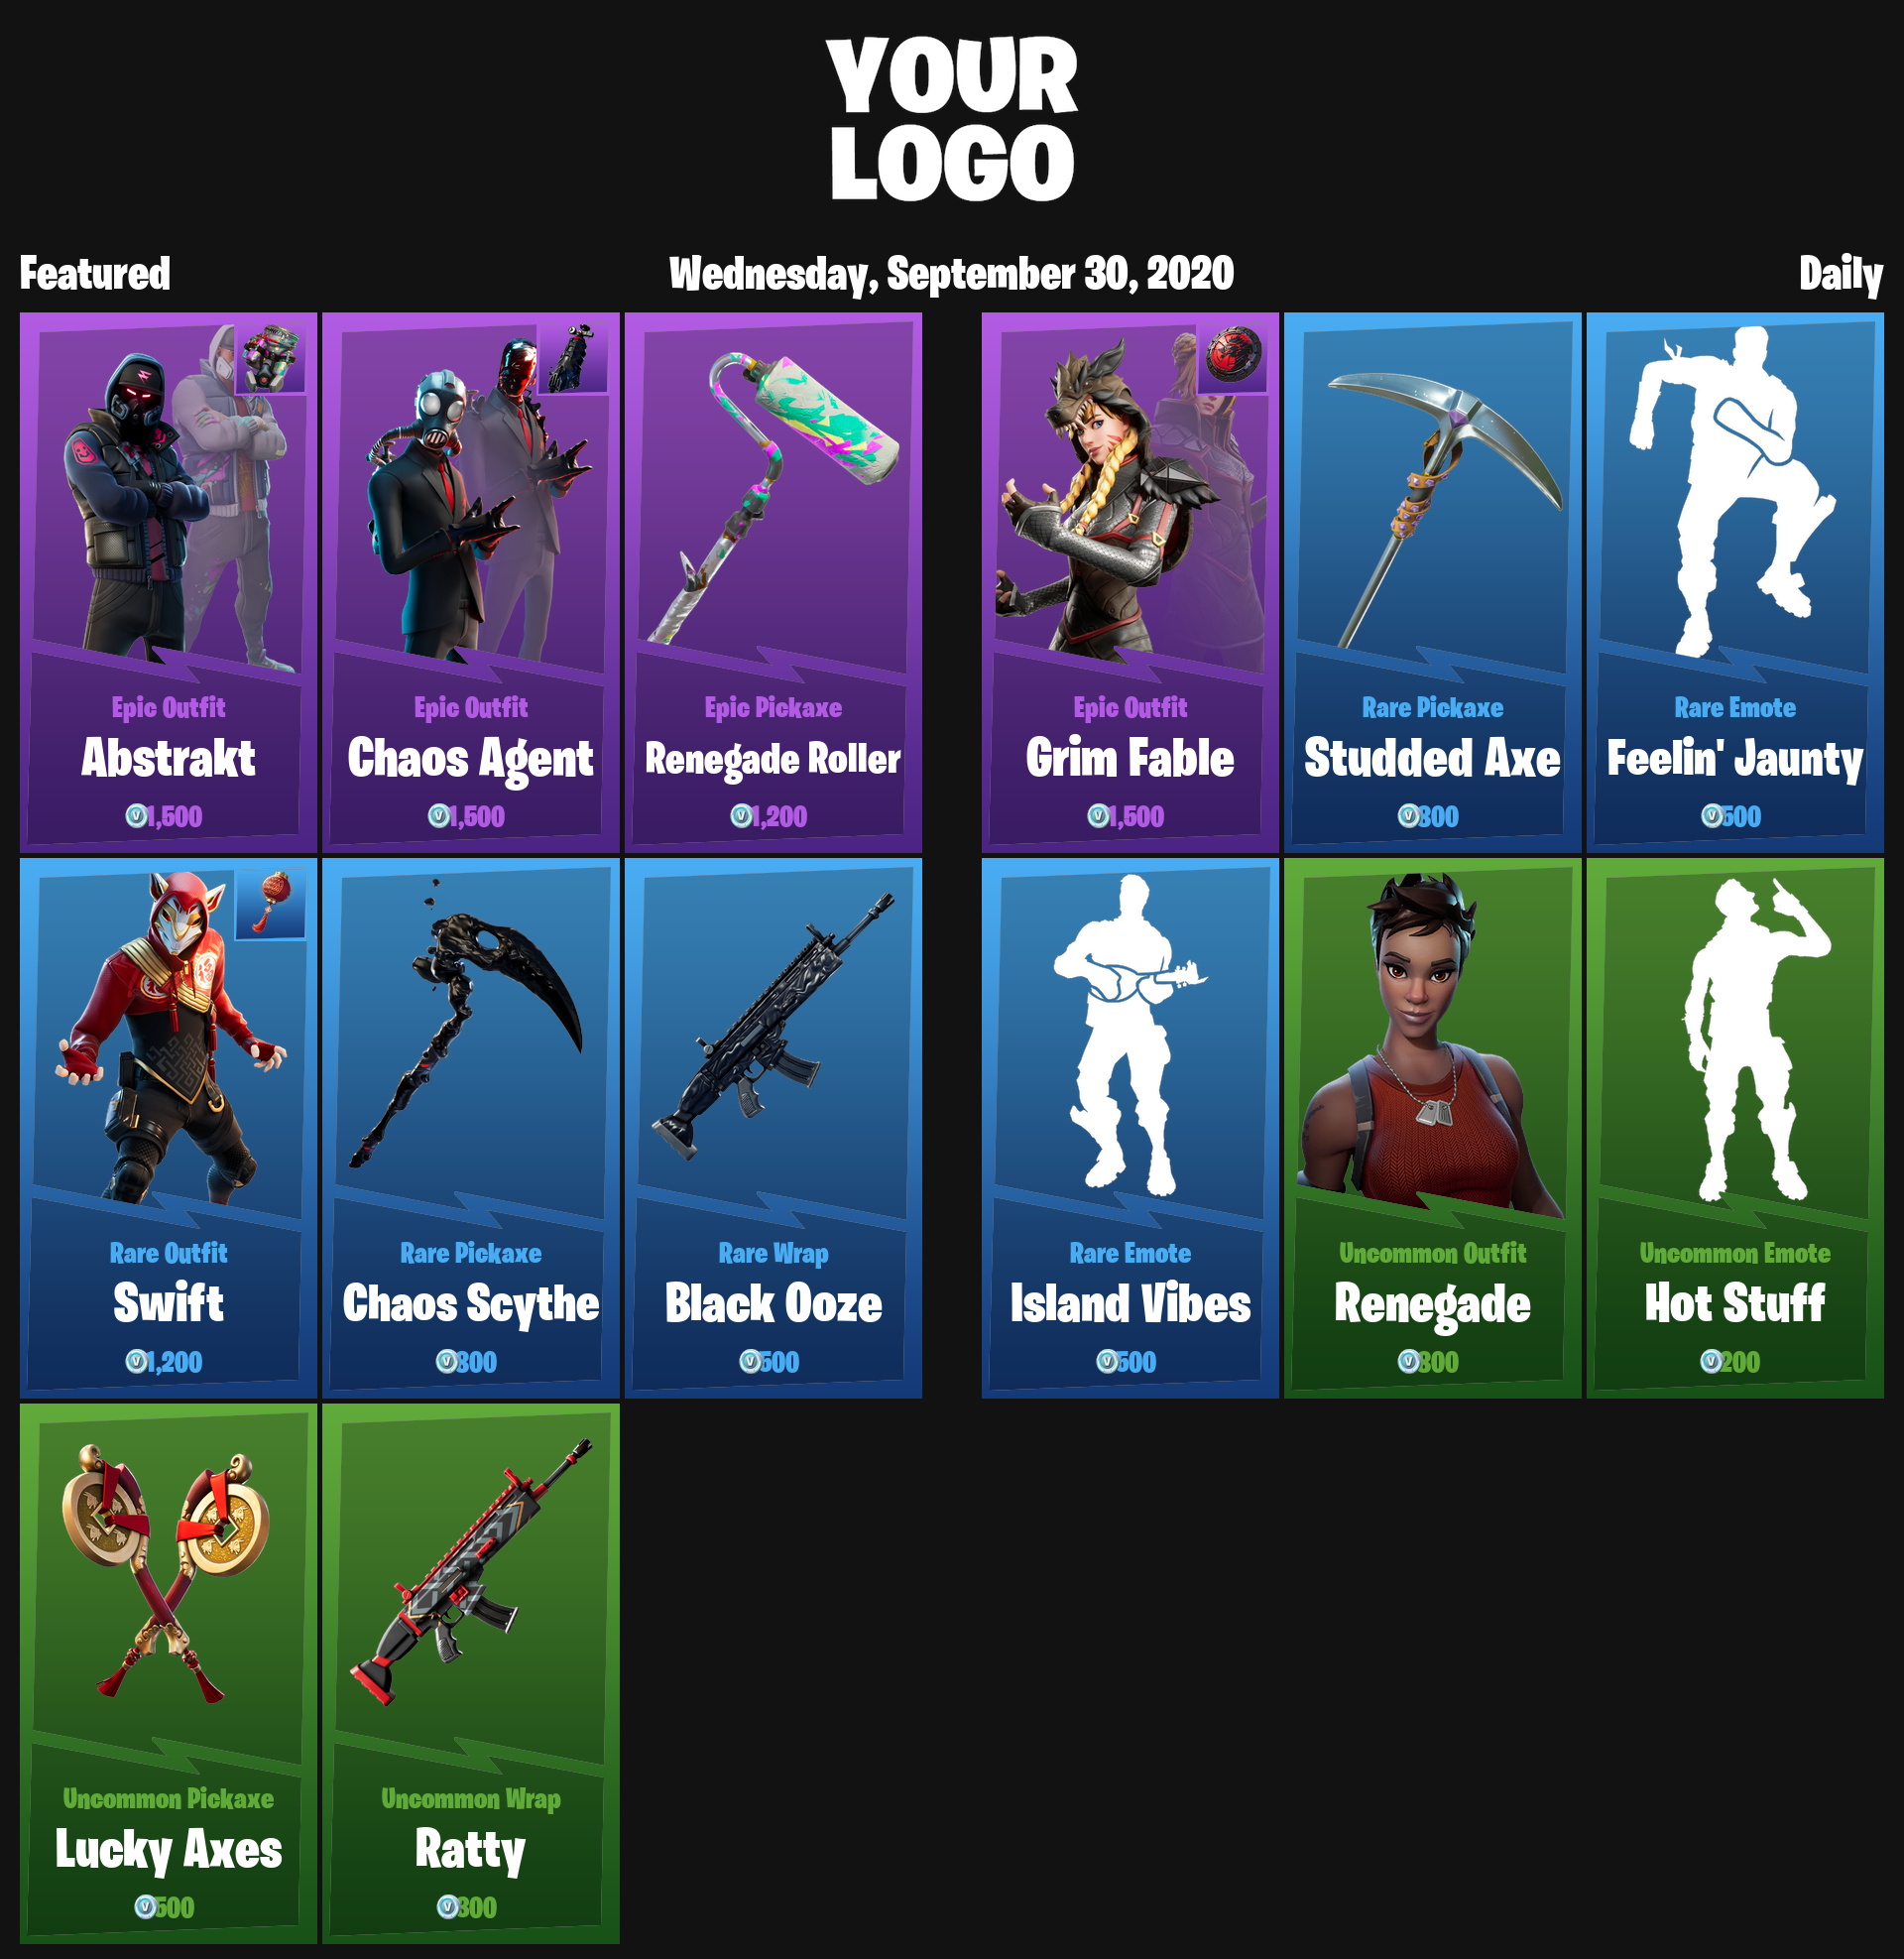 YOUR
LOGO
Featured
Wednesday, September 30, 2020
Daily
Epic Outfit
Abstrakt
1,500
Epic Outfit
Chaos Agent
1,500
Epic Pickaxe
Renegade Roller
1,200
Epic Outfit
Grim Fable
1,500
Rare Pickaxe
Studded Axe
800
Rare Emote
Feelin' Jaunty
500
Rare Outfit
Swift
1,200
Rare Pickaxe
Chaos Scythe
800
Rare Wrap
Black Ooze
500
Rare Emote
Island Vibes
500
Uncommon Outfit
Renegade
800
Uncommon Emote
Hot Stuff
200
Uncommon Pickaxe
Lucky Axes
500
Uncommon Wrap
Ratty
300